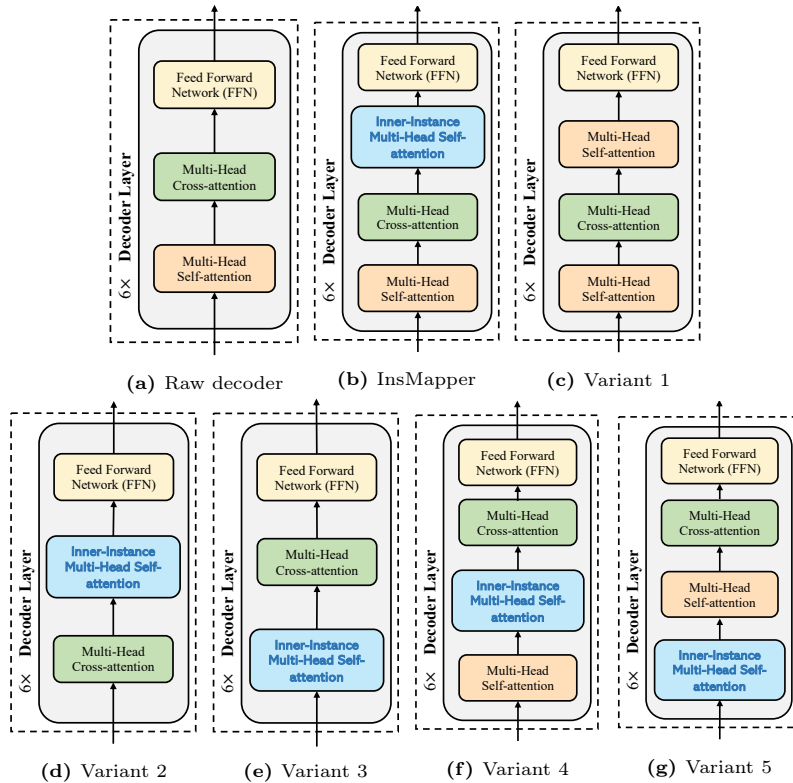 6× Decoder Layer
Feed Forward
Network (FFN)
Multi-Head
Cross-attention
Multi-Head
Self-attention
(a) Raw decoder
6× Decoder Layer
Feed Forward
Network (FFN)
Inner-Instance
Multi-Head Self-
attention
Multi-Head
Cross-attention
Multi-Head
Self-attention
(b) InsMapper
6× Decoder Layer
Feed Forward
Network (FFN)
Multi-Head
Self-attention
Multi-Head
Cross-attention
Multi-Head
Self-attention
(c) Variant 1
6× Decoder Layer
Feed Forward
Network (FFN)
Inner-Instance
Multi-Head Self-
attention
Multi-Head
Cross-attention
(d) Variant 2
6× Decoder Layer
Feed Forward
Network (FFN)
Multi-Head
Cross-attention
Inner-Instance
Multi-Head Self-
attention
(e) Variant 3
6× Decoder Layer
Feed Forward
Network (FFN)
Multi-Head
Cross-attention
Inner-Instance
Multi-Head Self-
attention
Multi-Head
Self-attention
(f) Variant 4
6× Decoder Layer
Feed Forward
Network (FFN)
Multi-Head
Cross-attention
Multi-Head
Self-attention
Inner-Instance
Multi-Head Self-
attention
(g) Variant 5